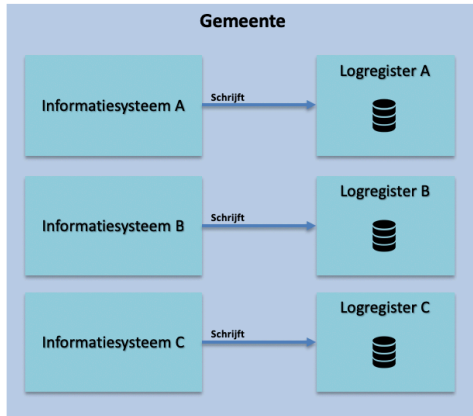 Gemeente
Informatiesysteem A
Schrijft
Logregister A
Informatiesysteem B
Schrijft
Logregister B
Informatiesysteem C
Schrijft
Logregister C